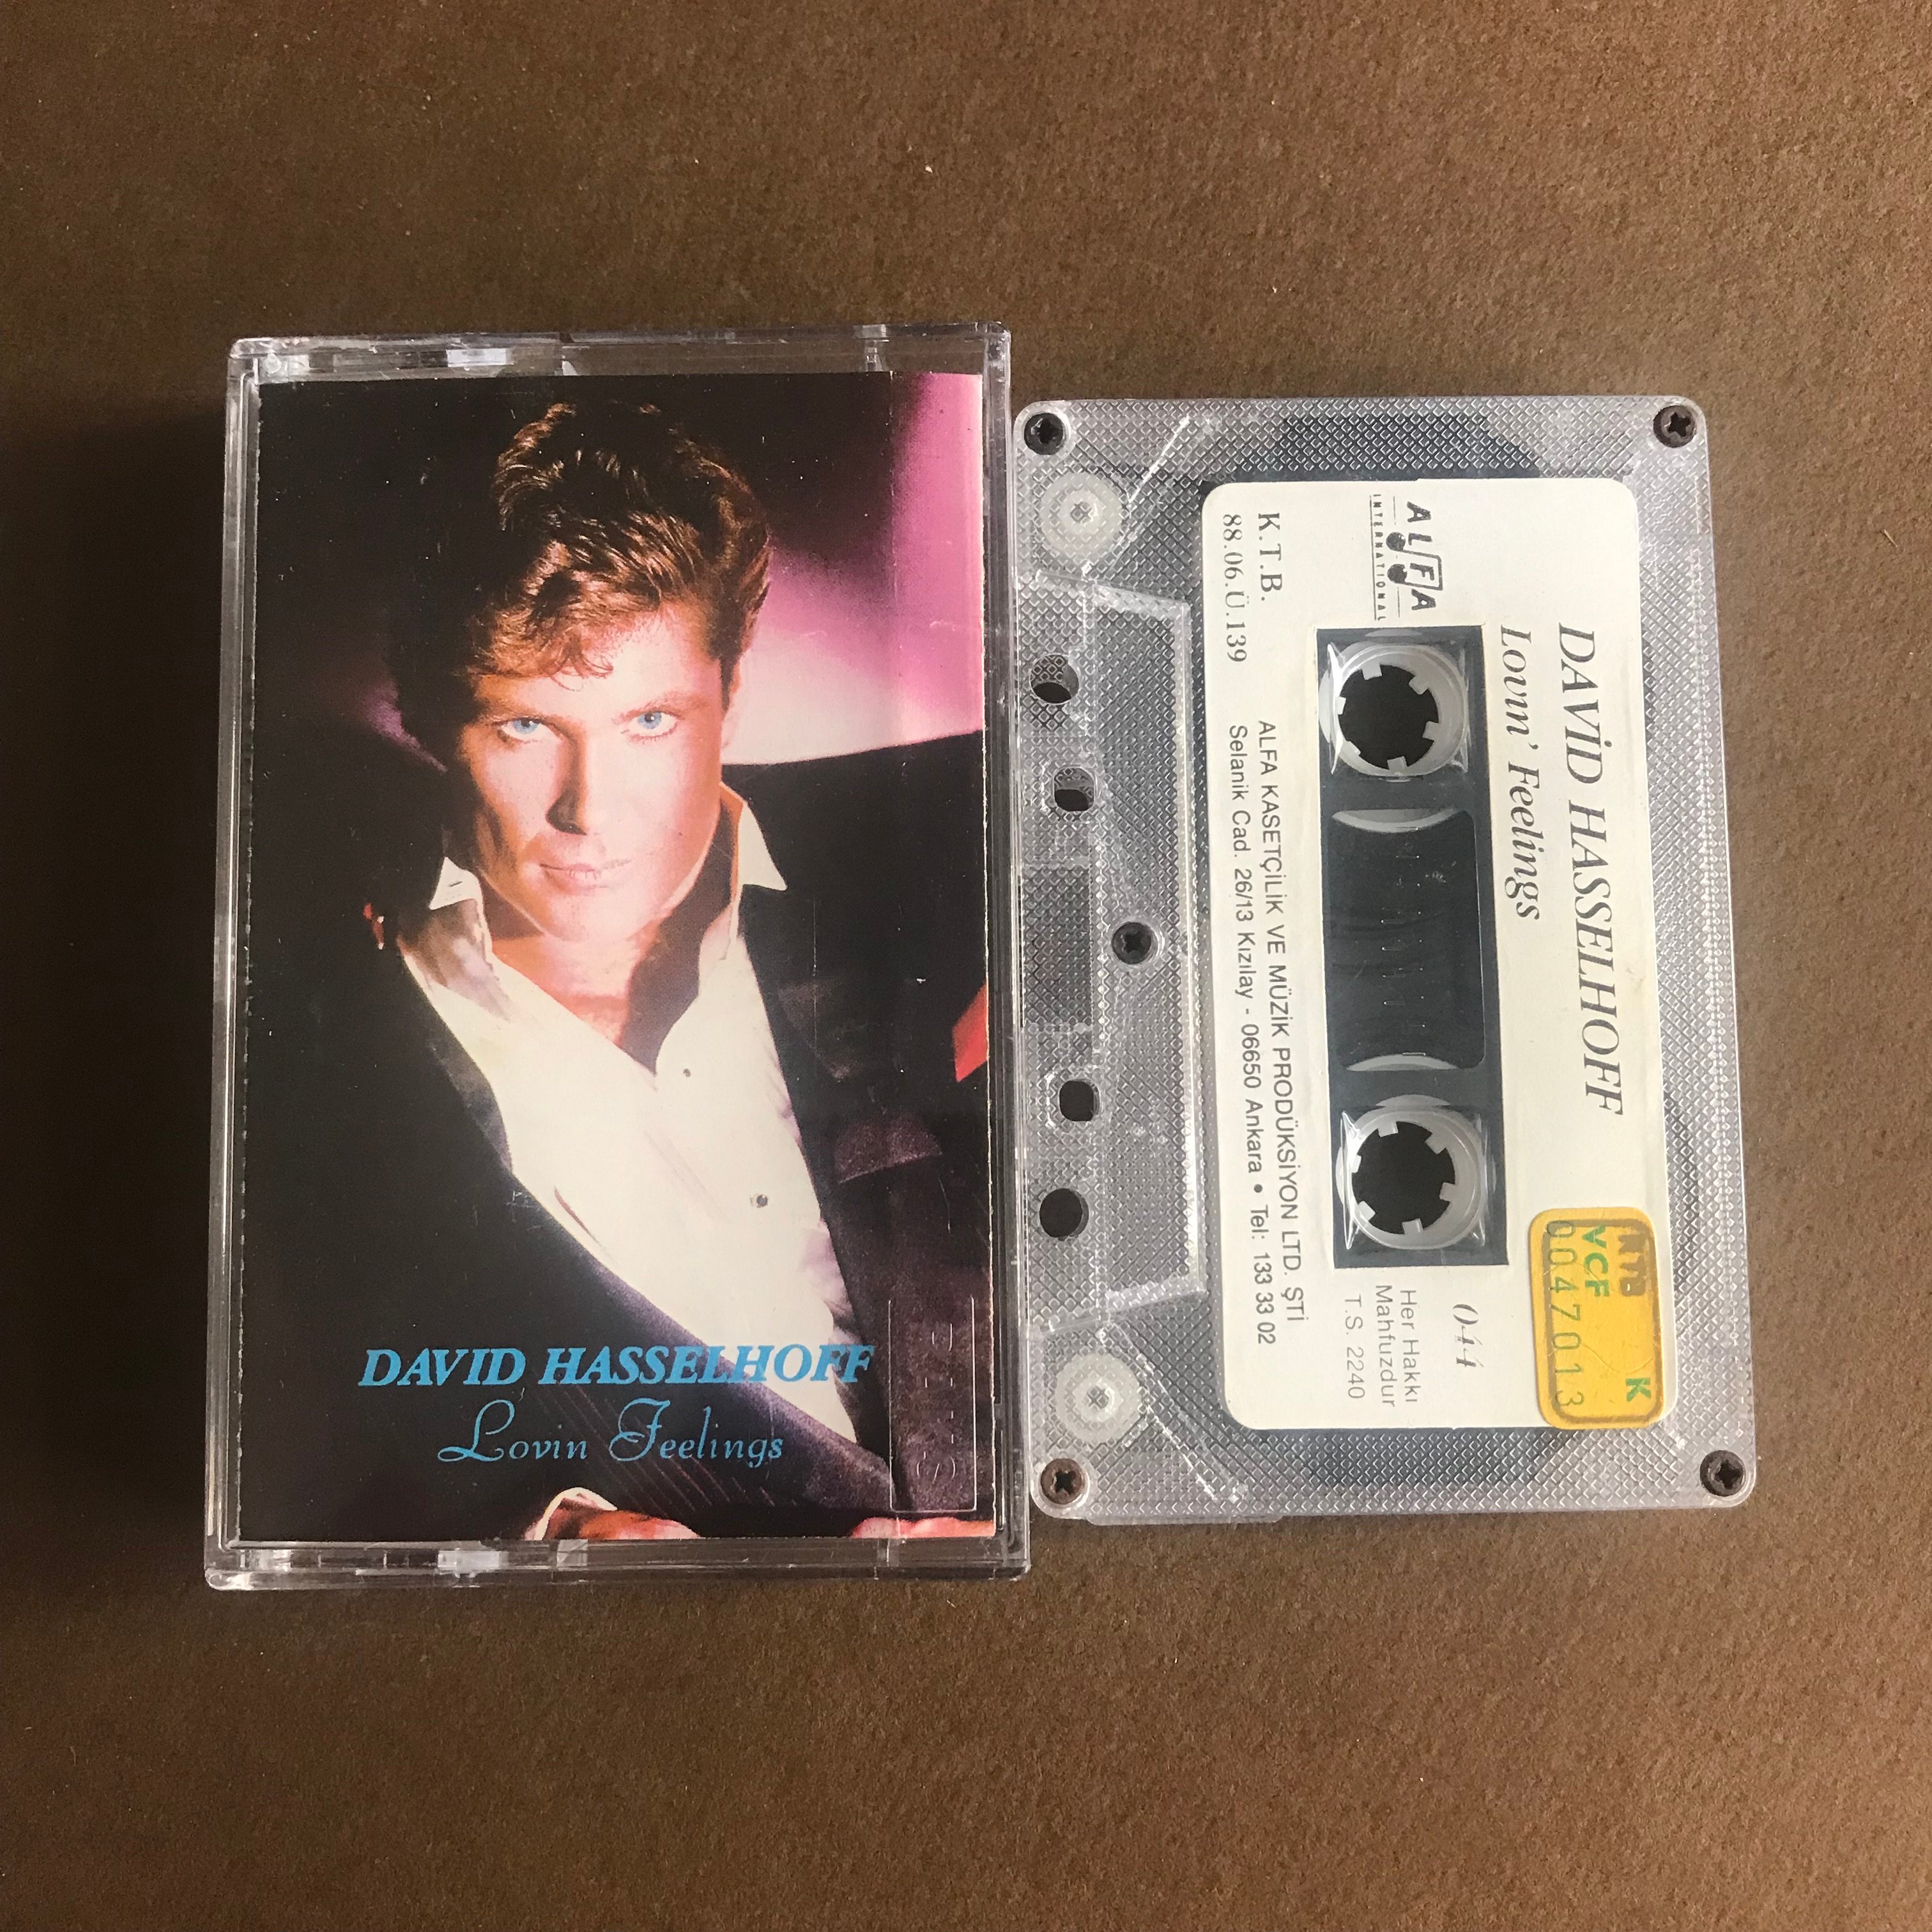 DAVID HASSELHOFF
Lovin Feelings
DAVİD HASSELHOFF
Lovin' Feelings
ALFA
INTERNATIONAL
K.T.B.
88.06.Ü.139
044
Her Hakkı
Mahfuzdur
T.S. 2240
ALFA KASETÇİLİK VE MÜZİK PRODÜKSİYON LTD. ŞTİ
Selanik Cad. 26/13 Kızılay - 06650 Ankara • Tel: 133 33 02
KTB K
VCF
0047013